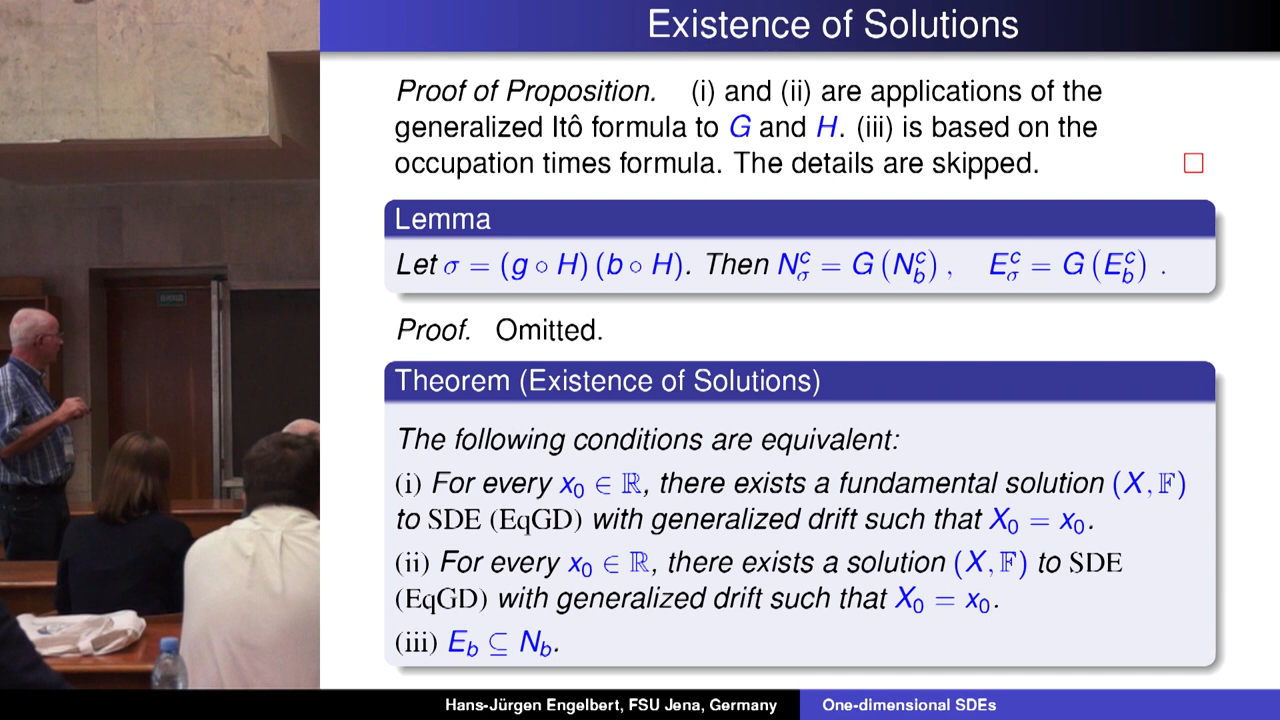 Existence of Solutions
Proof of Proposition. (i) and (ii) are applications of the
generalized Itô formula to G and H. (iii) is based on the
occupation times formula. The details are skipped. □
Lemma
Let σ = (g ∘ H) (b ∘ H). Then N_σ^c = G (N_b^c) , E_σ^c = G (E_b^c) .
Proof. Omitted.
Theorem (Existence of Solutions)
The following conditions are equivalent:
(i) For every x₀ ∈ ℝ, there exists a fundamental solution (X, 𝔽)
to SDE (EqGD) with generalized drift such that X₀ = x₀.
(ii) For every x₀ ∈ ℝ, there exists a solution (X, 𝔽) to SDE
(EqGD) with generalized drift such that X₀ = x₀.
(iii) E_b ⊆ N_b.
Hans-Jürgen Engelbert, FSU Jena, Germany
One-dimensional SDEs